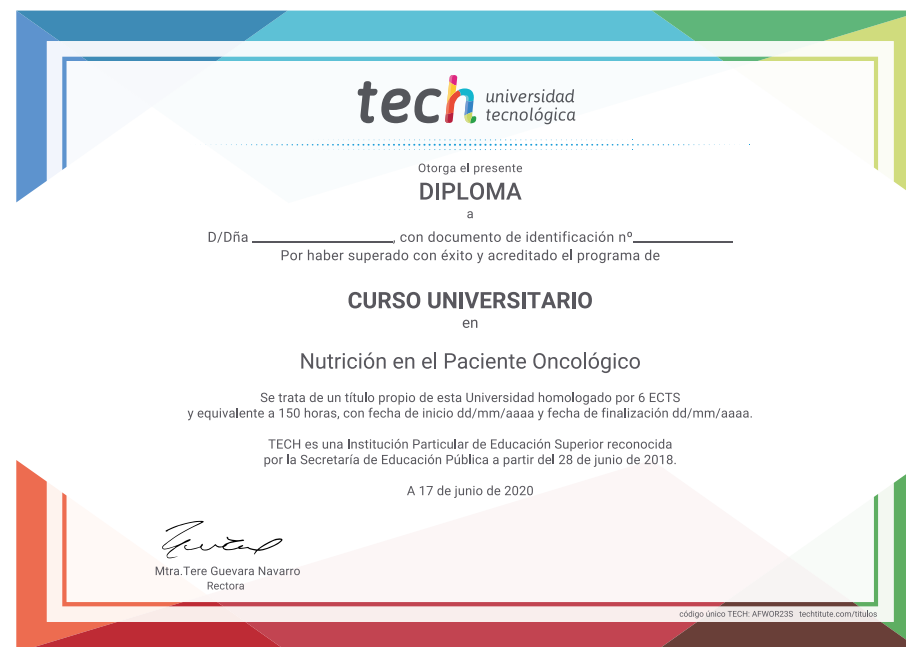 tech universidad
tecnológica
Otorga el presente
DIPLOMA
a
D/Dña ____________________, con documento de identificación nº______________
Por haber superado con éxito y acreditado el programa de
CURSO UNIVERSITARIO
en
Nutrición en el Paciente Oncológico
Se trata de un título propio de esta Universidad homologado por 6 ECTS
y equivalente a 150 horas, con fecha de inicio dd/mm/aaaa y fecha de finalización dd/mm/aaaa.
TECH es una Institución Particular de Educación Superior reconocida
por la Secretaría de Educación Pública a partir del 28 de junio de 2018.
A 17 de junio de 2020
Mtra.Tere Guevara Navarro
Rectora
código único TECH: AFWOR23S techtitute.com/titulos